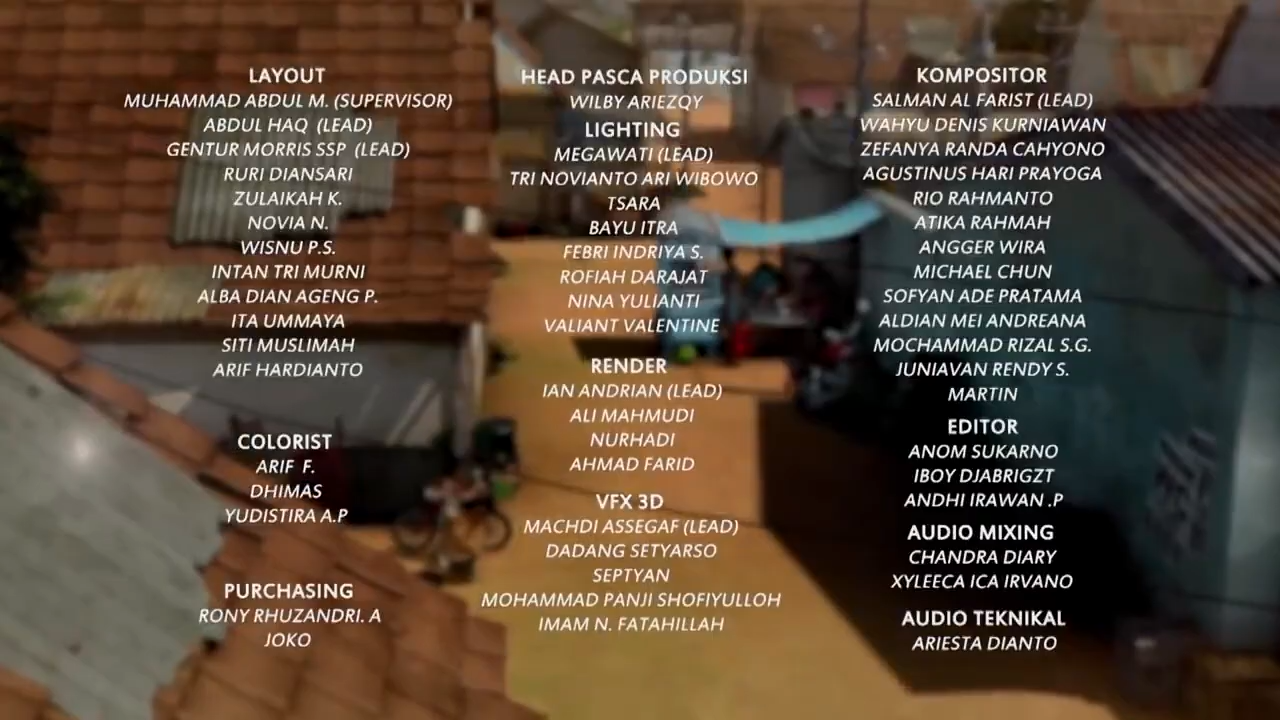 LAYOUT
MUHAMMAD ABDUL M. (SUPERVISOR)
ABDUL HAQ (LEAD)
GENTUR MORRIS SSP (LEAD)
RURI DIANSARI
ZULAIKAH K.
NOVIA N.
WISNU P.S.
INTAN TRI MURNI
ALBA DIAN AGENG P.
ITA UMMAYA
SITI MUSLIMAH
ARIF HARDIANTO
COLORIST
ARIF F.
DHIMAS
YUDISTIRA A.P
PURCHASING
RONY RHUZANDRI. A
JOKO
HEAD PASCA PRODUKSI
WILBY ARIEZQY
LIGHTING
MEGAWATI (LEAD)
TRI NOVIANTO ARI WIBOWO
TSARA
BAYU ITRA
FEBRI INDRIYA S.
ROFIAH DARAJAT
NINA YULIANTI
VALIANT VALENTINE
RENDER
IAN ANDRIAN (LEAD)
ALI MAHMUDI
NURHADI
AHMAD FARID
VFX 3D
MACHDI ASSEGAF (LEAD)
DADANG SETYARSO
SEPTYAN
MOHAMMAD PANJI SHOFIYULLOH
IMAM N. FATAHILLAH
KOMPOSITOR
SALMAN AL FARIST (LEAD)
WAHYU DENIS KURNIAWAN
ZEFANYA RANDA CAHYONO
AGUSTINUS HARI PRAYOGA
RIO RAHMANTO
ATIKA RAHMAH
ANGGER WIRA
MICHAEL CHUN
SOFYAN ADE PRATAMA
ALDIAN MEI ANDREANA
MOCHAMMAD RIZAL S.G.
JUNIAVAN RENDY S.
MARTIN
EDITOR
ANOM SUKARNO
IBOY DJABRIGZT
ANDHI IRAWAN .P
AUDIO MIXING
CHANDRA DIARY
XYLEECA ICA IRVANO
AUDIO TEKNIKAL
ARIESTA DIANTO